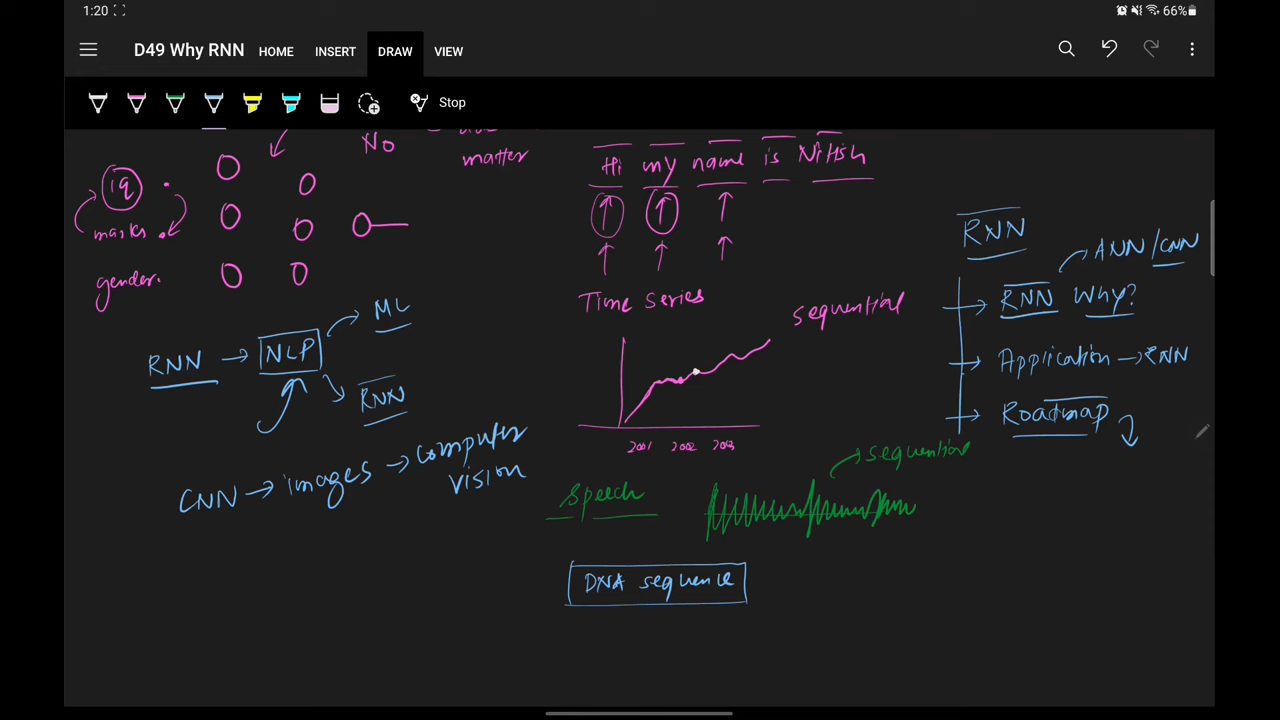 1:20
66%
D49 Why RNN
HOME
INSERT
DRAW
VIEW
Stop
No
matter
iq
marks
gender
Hi my name is Nitish
Time Series
sequential
2001 2002 2003
RNN → NLP
ML
RNN
CNN → images → computer
vision
speech
sequential
DNA sequence
RNN
ANN/CNN
→ RNN Why?
→ Application → RNN
→ Roadmap